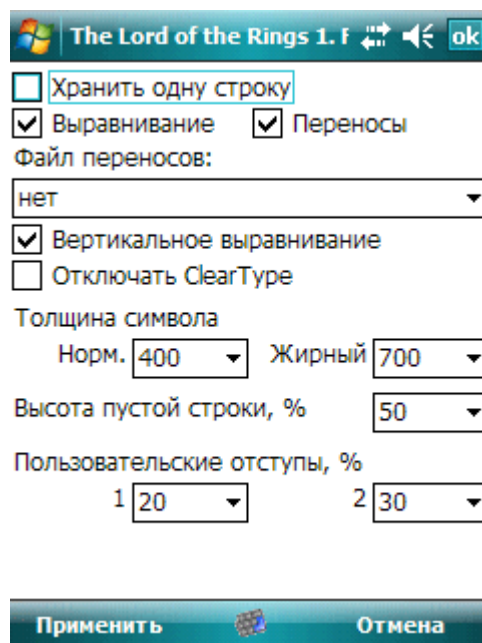 The Lord of the Rings 1. F ok
Хранить одну строку
Выравнивание Переносы
Файл переносов:
нет
Вертикальное выравнивание
Отключать ClearType
Толщина символа
Норм. 400 Жирный 700
Высота пустой строки, % 50
Пользовательские отступы, %
1 20 2 30
Применить Отмена